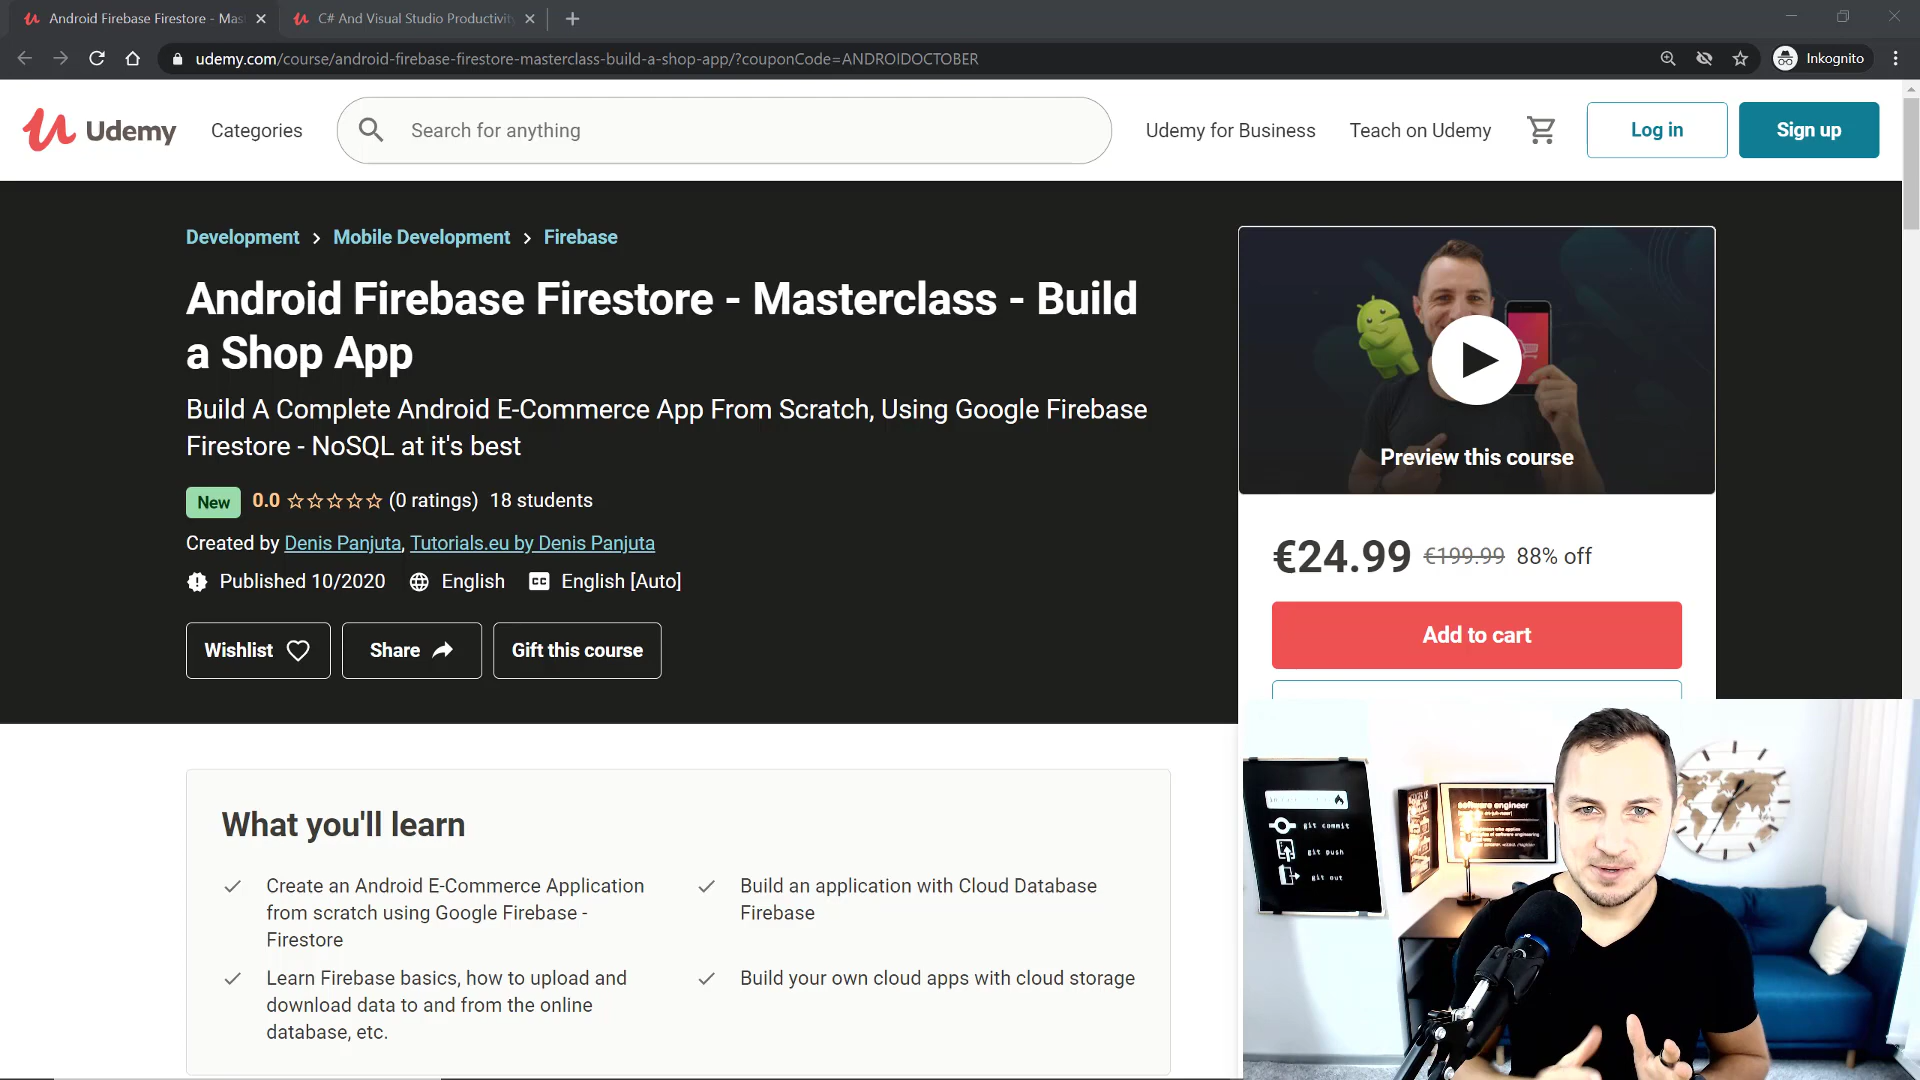 Android Firebase Firestore - Mas
C# And Visual Studio Productivity
udemy.com/course/android-firebase-firestore-masterclass-build-a-shop-app/?couponCode=ANDROIDOCTOBER
Inkognito
Udemy
Categories
Search for anything
Udemy for Business
Teach on Udemy
Log in
Sign up
Development > Mobile Development > Firebase
Android Firebase Firestore - Masterclass - Build
a Shop App
Build A Complete Android E-Commerce App From Scratch, Using Google Firebase
Firestore - NoSQL at it's best
New 0.0 (0 ratings) 18 students
Created by Denis Panjuta, Tutorials.eu by Denis Panjuta
Published 10/2020 English CC English [Auto]
Wishlist
Share
Gift this course
Preview this course
€24.99 €199.99 88% off
Add to cart
What you'll learn
Create an Android E-Commerce Application
from scratch using Google Firebase -
Firestore
Build an application with Cloud Database
Firebase
Learn Firebase basics, how to upload and
download data to and from the online
database, etc.
Build your own cloud apps with cloud storage
git commit
git push
git out
software engineer